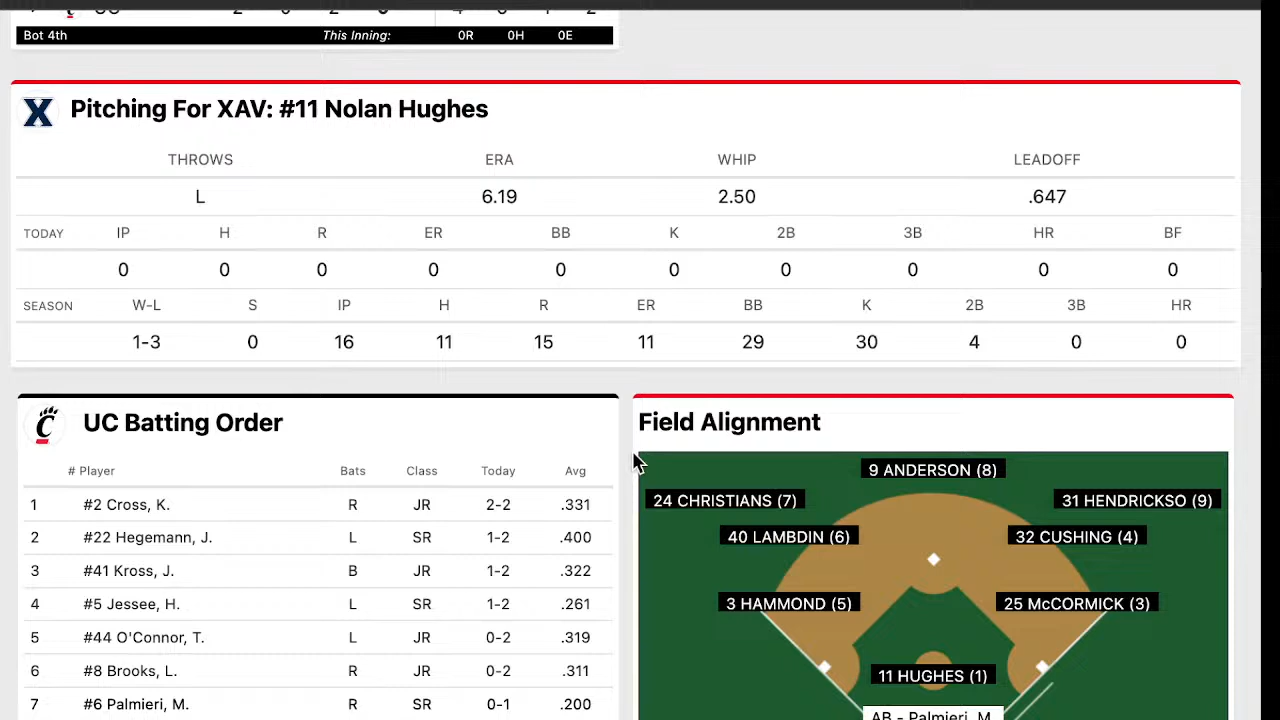 Bot 4th This Inning: 0R 0H 0E
X Pitching For XAV: #11 Nolan Hughes
THROWS ERA WHIP LEADOFF
L 6.19 2.50 .647
TODAY IP H R ER BB K 2B 3B HR BF
0 0 0 0 0 0 0 0 0 0
SEASON W-L S IP H R ER BB K 2B 3B HR
1-3 0 16 11 15 11 29 30 4 0 0
C UC Batting Order
# Player Bats Class Today Avg
1 #2 Cross, K. R JR 2-2 .331
2 #22 Hegemann, J. L SR 1-2 .400
3 #41 Kross, J. B JR 1-2 .322
4 #5 Jessee, H. L SR 1-2 .261
5 #44 O'Connor, T. L JR 0-2 .319
6 #8 Brooks, L. R JR 0-2 .311
7 #6 Palmieri, M. R SR 0-1 .200
Field Alignment
9 ANDERSON (8)
24 CHRISTIANS (7) 31 HENDRICKSO (9)
40 LAMBDIN (6) 32 CUSHING (4)
3 HAMMOND (5) 25 McCORMICK (3)
11 HUGHES (1)
AB - Palmieri, M.